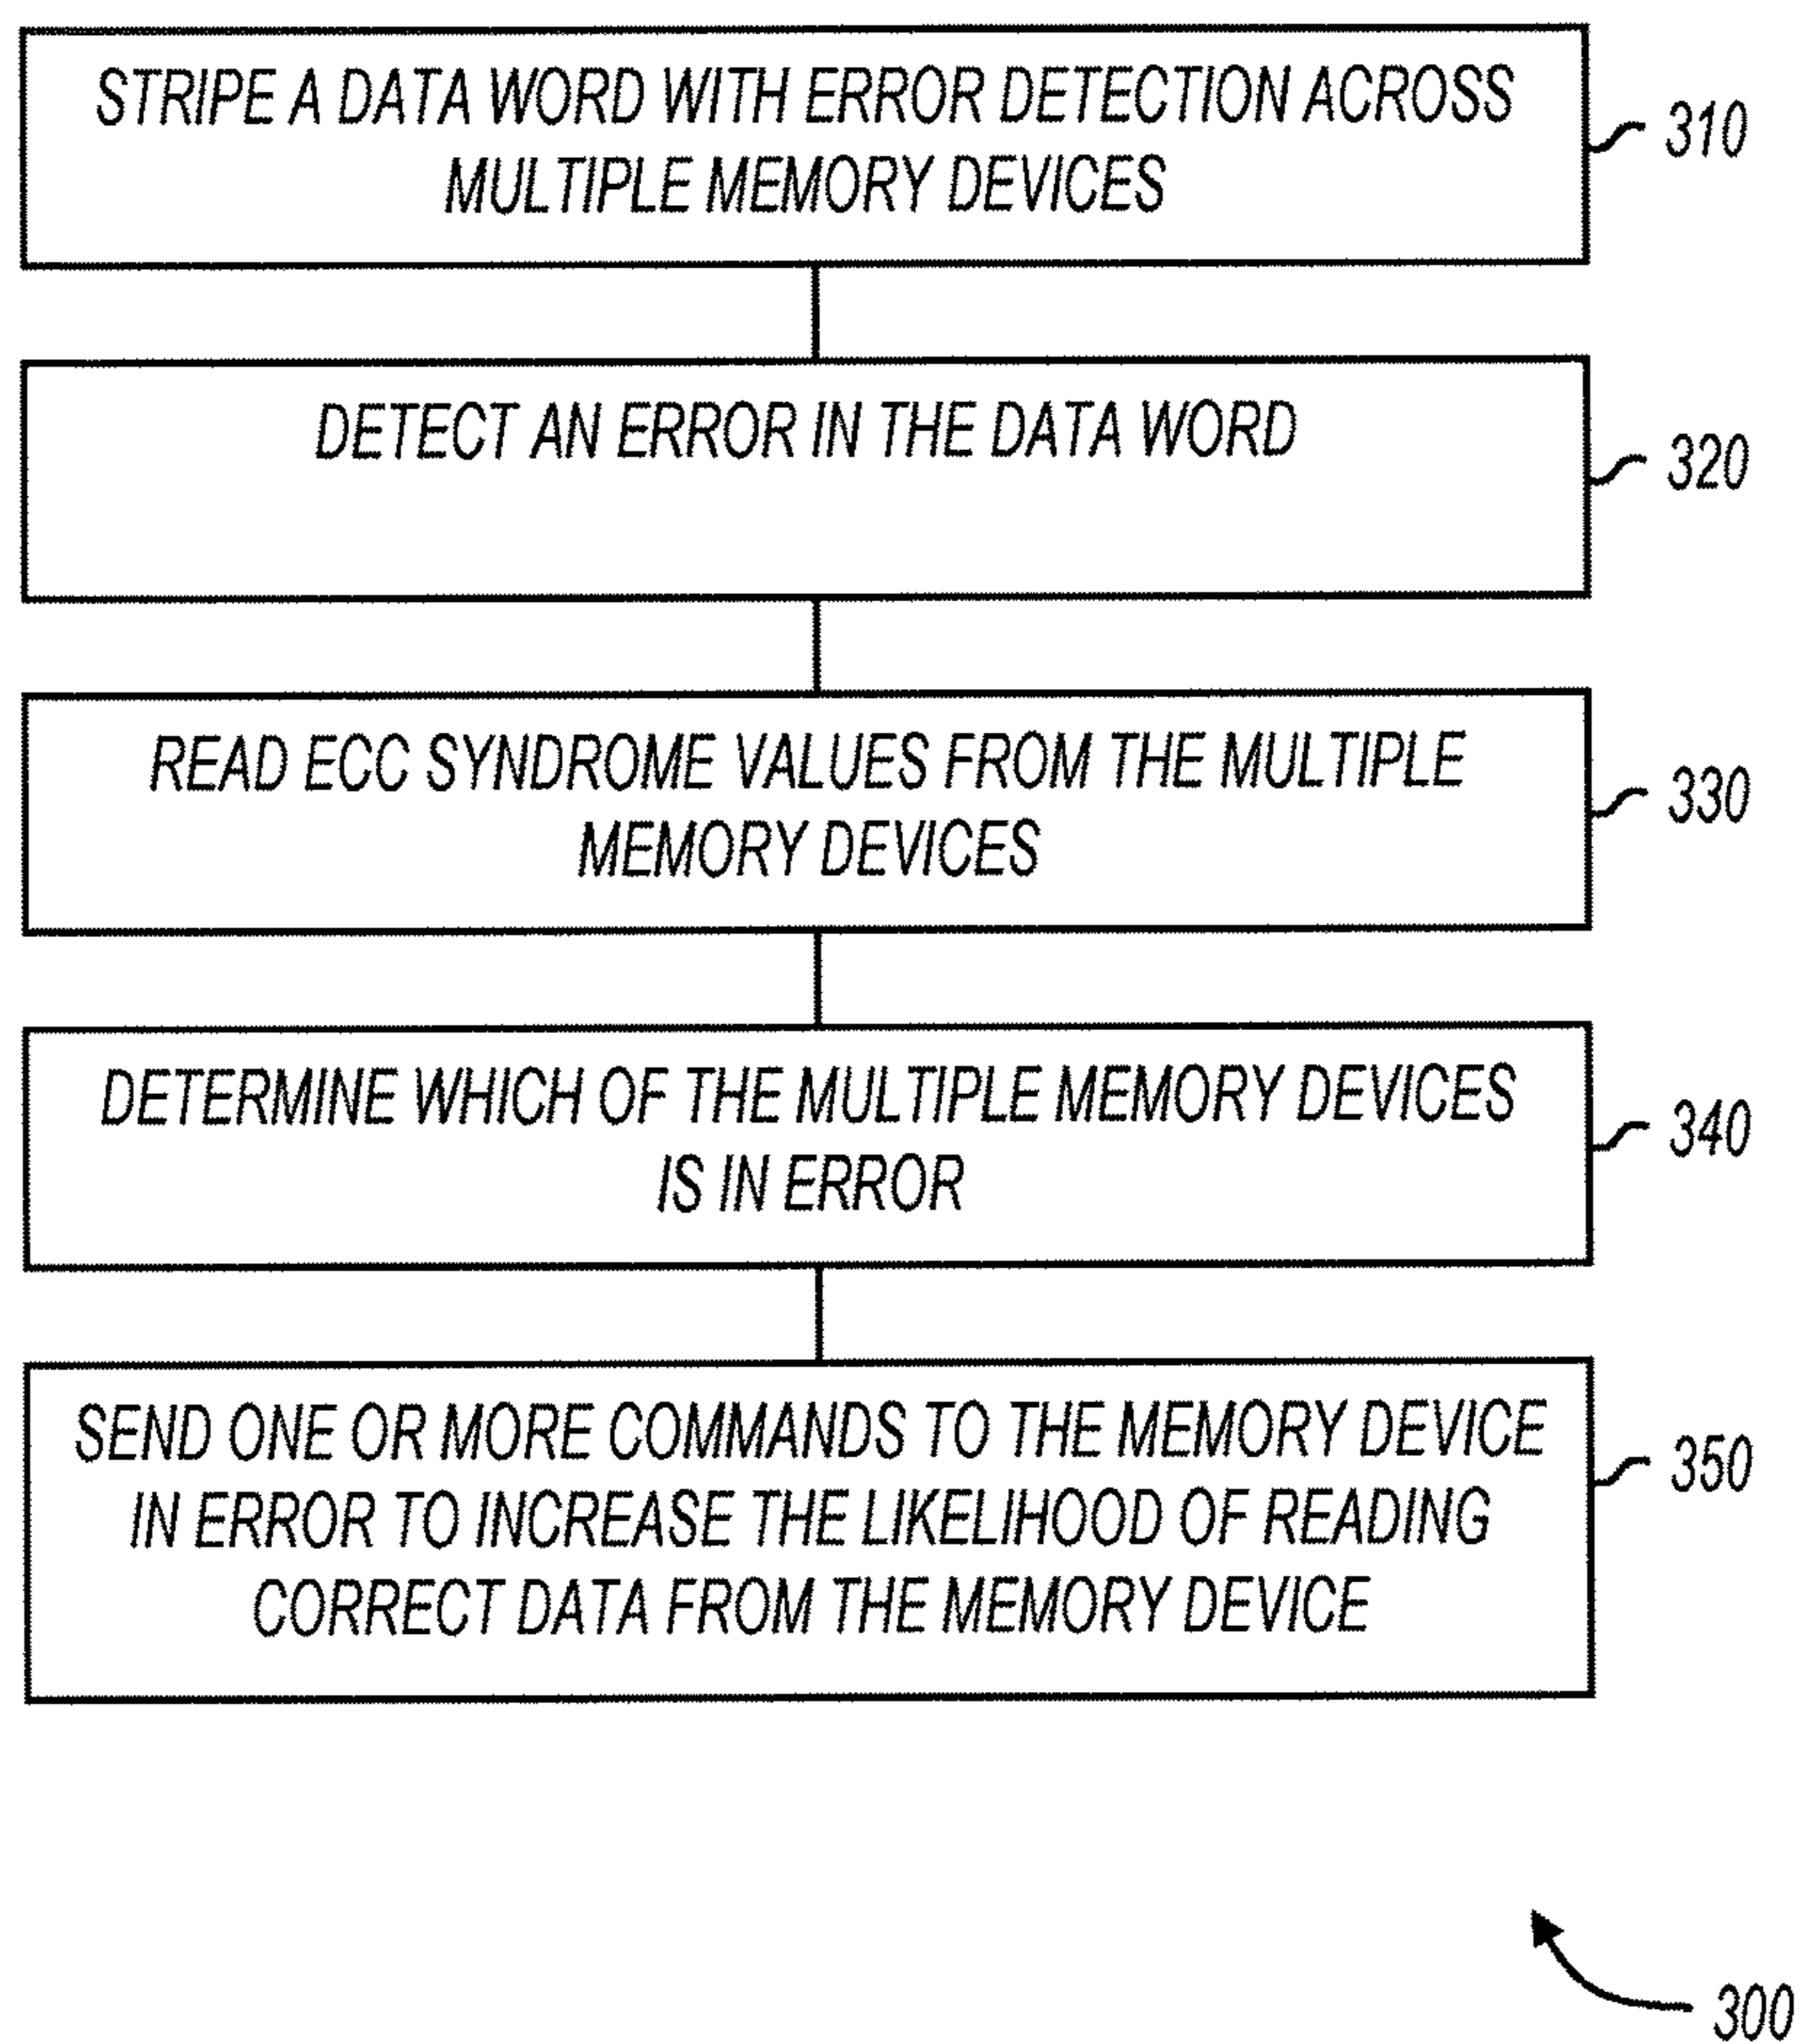 STRIPE A DATA WORD WITH ERROR DETECTION ACROSS
MULTIPLE MEMORY DEVICES
310
DETECT AN ERROR IN THE DATA WORD
320
READ ECC SYNDROME VALUES FROM THE MULTIPLE
MEMORY DEVICES
330
DETERMINE WHICH OF THE MULTIPLE MEMORY DEVICES
IS IN ERROR
340
SEND ONE OR MORE COMMANDS TO THE MEMORY DEVICE
IN ERROR TO INCREASE THE LIKELIHOOD OF READING
CORRECT DATA FROM THE MEMORY DEVICE
350
300